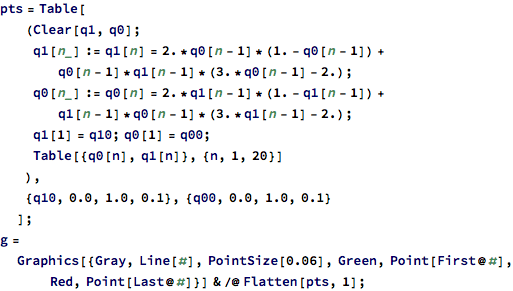 pts = Table[
(Clear[q1, q0];
q1[n_] := q1[n] = 2. * q0[n - 1] * (1. - q0[n - 1]) +
q0[n - 1] * q1[n - 1] * (3. * q0[n - 1] - 2.);
q0[n_] := q0[n] = 2. * q1[n - 1] * (1. - q1[n - 1]) +
q1[n - 1] * q0[n - 1] * (3. * q1[n - 1] - 2.);
q1[1] = q10; q0[1] = q00;
Table[{q0[n], q1[n]}, {n, 1, 20}]
),
{q10, 0.0, 1.0, 0.1}, {q00, 0.0, 1.0, 0.1}
];
g =
Graphics[{Gray, Line[#], PointSize[0.06], Green, Point[First@#],
Red, Point[Last@#]}] & /@ Flatten[pts, 1];